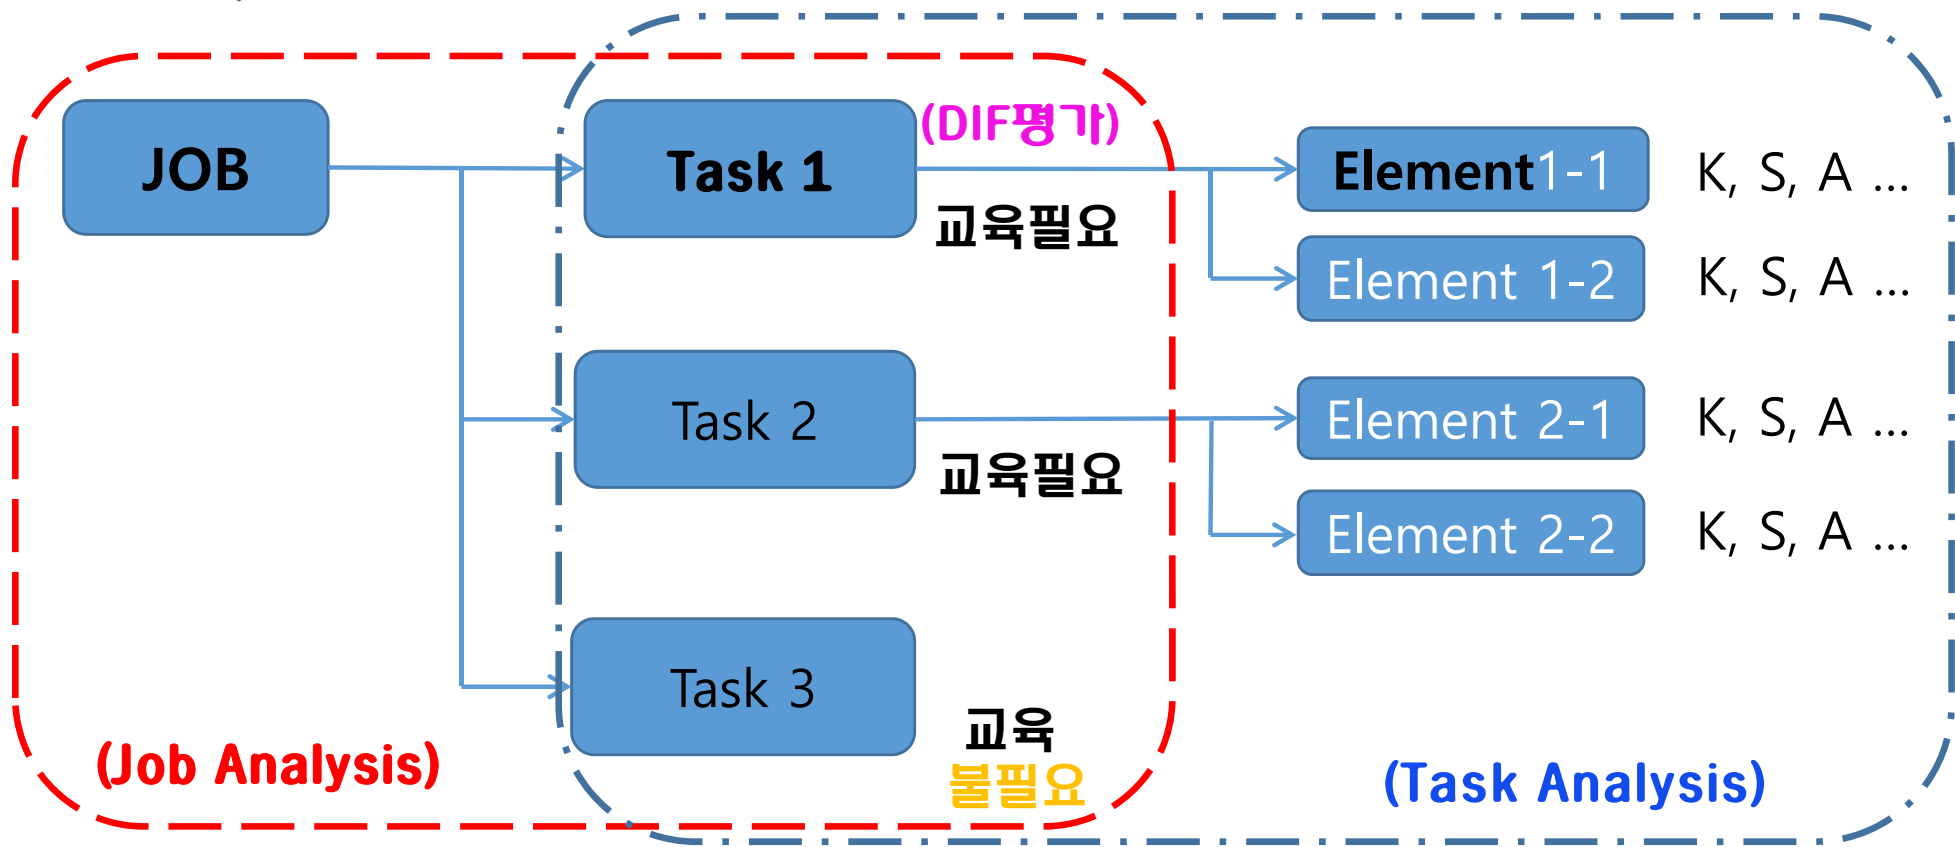 JOB
Task 1
(DIF평가)
교육필요
Element1-1
K, S, A ...
Element 1-2
K, S, A ...
Task 2
교육필요
Element 2-1
K, S, A ...
Element 2-2
K, S, A ...
Task 3
교육
불필요
(Job Analysis)
(Task Analysis)